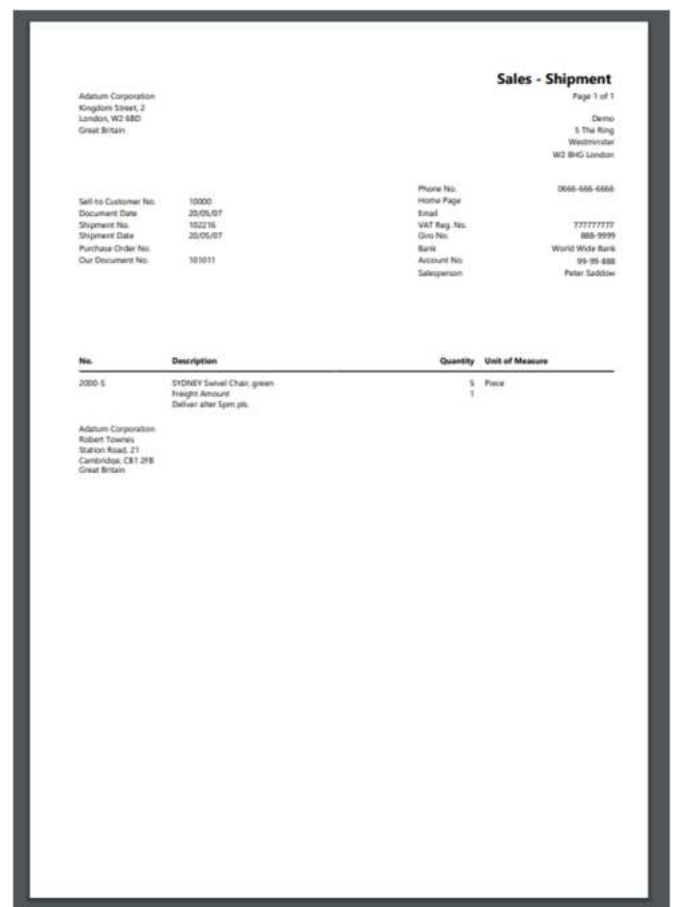 Sales - Shipment
Page 1 of 1
Adatum Corporation
Kingdom Street, 2
London, W2 6BD
Great Britain
Demo
5 The Ring
Westminster
W2 8HG London
Phone No. 0666-666-6666
Home Page
Email
VAT Reg. No. 777777777
Giro No. 888-9999
Bank World Wide Bank
Account No. 99-99-888
Salesperson Peter Saddow
Sell-to Customer No. 10000
Document Date 20/05/07
Shipment No. 102216
Shipment Date 20/05/07
Purchase Order No.
Our Document No. 101011
No. Description Quantity Unit of Measure
2000-S SYDNEY Swivel Chair, green 5 Piece
Freight Amount 1
Deliver after 5pm pls.
Adatum Corporation
Robert Townes
Station Road, 21
Cambridge, CB1 2FB
Great Britain